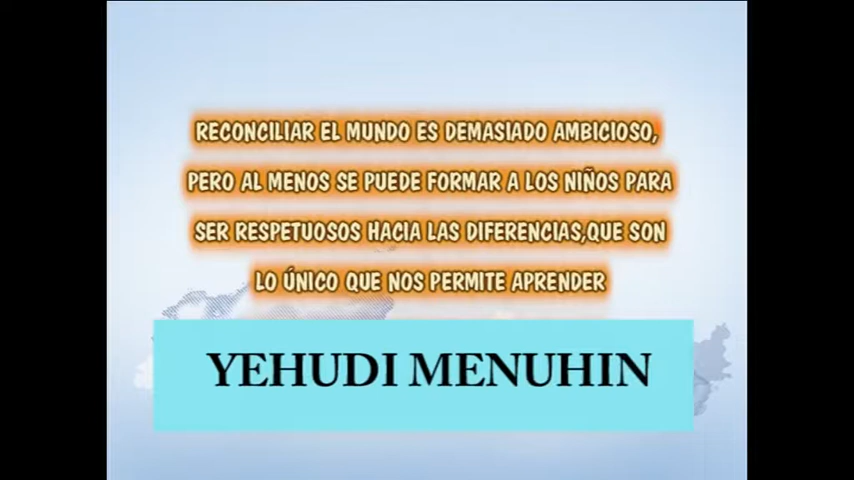 RECONCILIAR EL MUNDO ES DEMASIADO AMBICIOSO,
PERO AL MENOS SE PUEDE FORMAR A LOS NIÑOS PARA
SER RESPETUOSOS HACIA LAS DIFERENCIAS,QUE SON
LO ÚNICO QUE NOS PERMITE APRENDER
YEHUDI MENUHIN